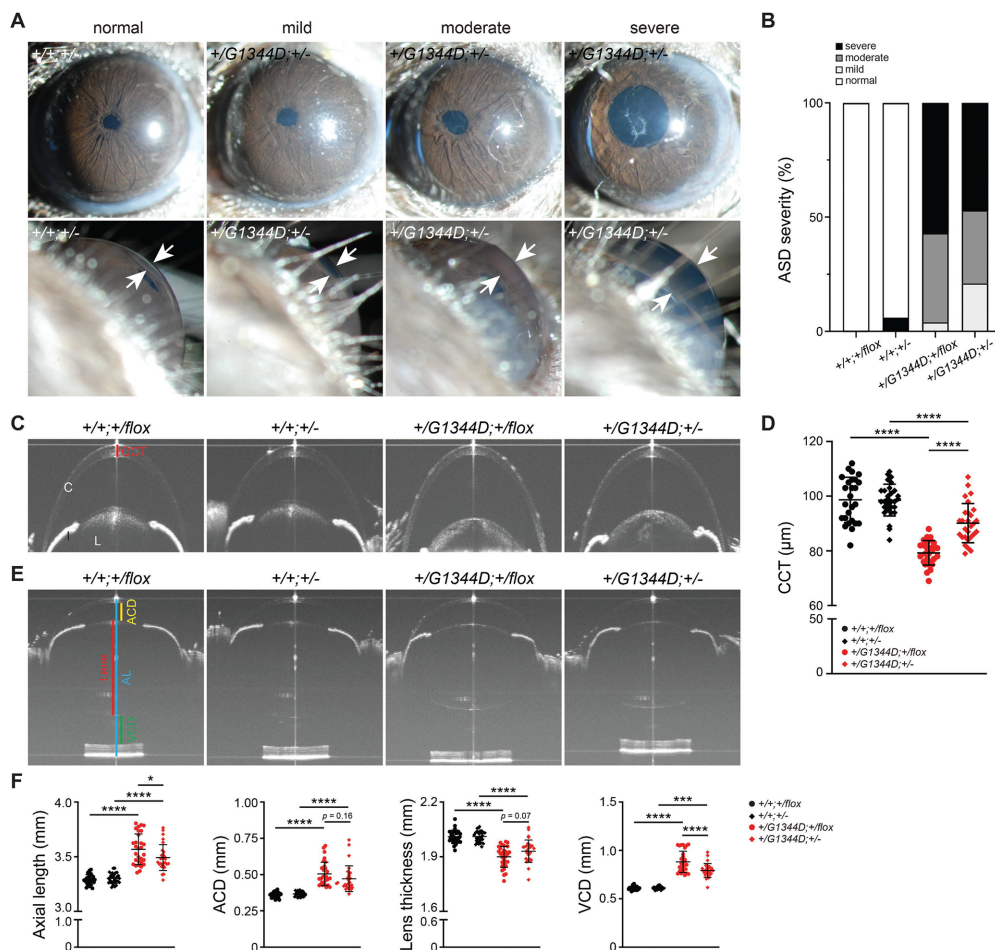 A
normal
mild
moderate
severe
+/+;+/-
+/G1344D;+/-
+/G1344D;+/-
+/G1344D;+/-
+/+;+/-
+/G1344D;+/-
+/G1344D;+/-
+/G1344D;+/-
B
severe
moderate
mild
normal
ASD severity (%)
100
50
0
+/+;+/flox
+/+;+/-
+/G1344D;+/flox
+/G1344D;+/-
C
+/+;+/flox
+/+;+/-
+/G1344D;+/flox
+/G1344D;+/-
C
I
L
D
****
****
****
CCT (µm)
120
100
80
60
50
0
+/+;+/flox
+/+;+/-
+/G1344D;+/flox
+/G1344D;+/-
E
+/+;+/flox
+/+;+/-
+/G1344D;+/flox
+/G1344D;+/-
ACD
AL
VCD
F
Axial length (mm)
4.0
3.5
3.0
1.0
0
*
****
****
ACD (mm)
1.00
0.75
0.50
0.25
0
****
****
p = 0.16
Lens thickness (mm)
2.2
1.9
1.6
0.6
0
****
****
p = 0.07
VCD (mm)
2.0
1.5
1.0
0.5
0
***
****
****
+/+;+/flox
+/+;+/-
+/G1344D;+/flox
+/G1344D;+/-